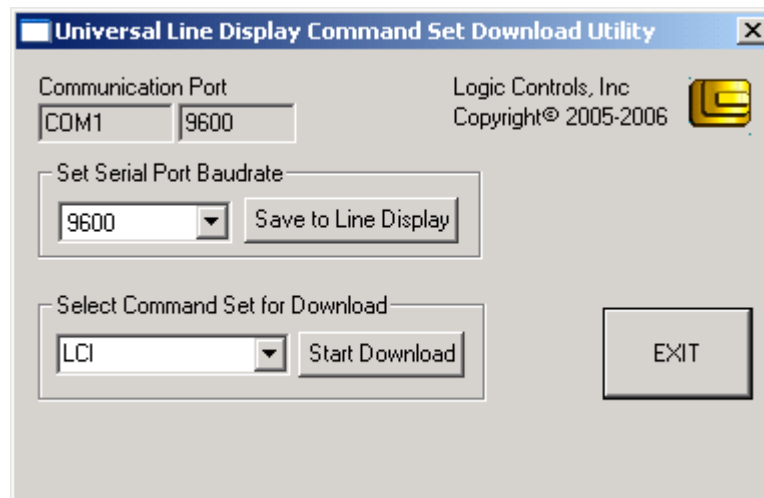 Universal Line Display Command Set Download Utility
Communication Port
COM1 9600
Logic Controls, Inc
Copyright© 2005-2006
Set Serial Port Baudrate
9600 Save to Line Display
Select Command Set for Download
LCI Start Download
EXIT